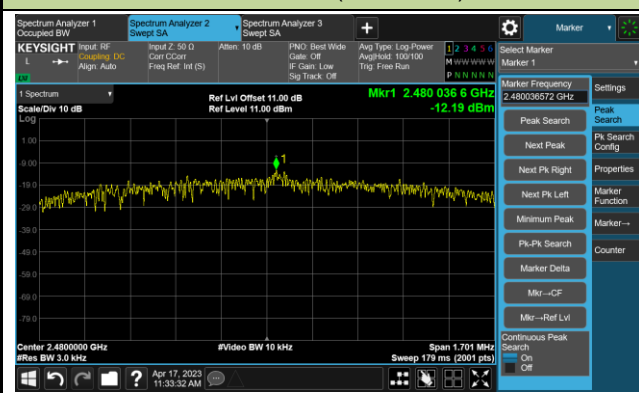 Spectrum Analyzer 1
Occupied BW
Spectrum Analyzer 2
Swept SA
Spectrum Analyzer 3
Swept SA
Marker
KEYSIGHT
L
LM
Input: RF
Coupling: DC
Align: Auto
Input Z: 50 Ω
Corr CCorr
Freq Ref: Int (S)
Atten: 10 dB
PNO: Best Wide
Gate: Off
IF Gain: Low
Sig Track: Off
Avg Type: Log-Power
Avg|Hold: 100/100
Trig: Free Run
1 2 3 4 5 6
M W W W W W
P N N N N N
Select Marker
Marker 1
1 Spectrum
Scale/Div 10 dB
Log
Ref Lvl Offset 11.00 dB
Ref Level 11.00 dBm
Mkr1 2.480 036 6 GHz
-12.19 dBm
1
1.00
-9.00
-19.0
-29.0
-39.0
-49.0
-59.0
-69.0
-79.0
Center 2.4800000 GHz
#Res BW 3.0 kHz
#Video BW 10 kHz
Span 1.701 MHz
Sweep 179 ms (2001 pts)
Marker Frequency
2.480036572 GHz
Peak Search
Next Peak
Next Pk Right
Next Pk Left
Minimum Peak
Pk-Pk Search
Marker Delta
Mkr→CF
Mkr→Ref Lvl
Continuous Peak
Search
On
Off
Settings
Peak
Search
Pk Search
Config
Properties
Marker
Function
Marker→
Counter
Apr 17, 2023
11:33:32 AM